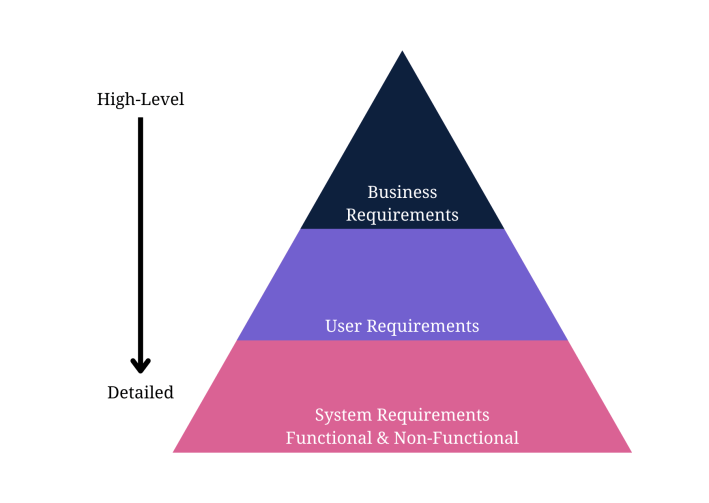 High-Level
Business
Requirements
User Requirements
Detailed
System Requirements
Functional & Non-Functional